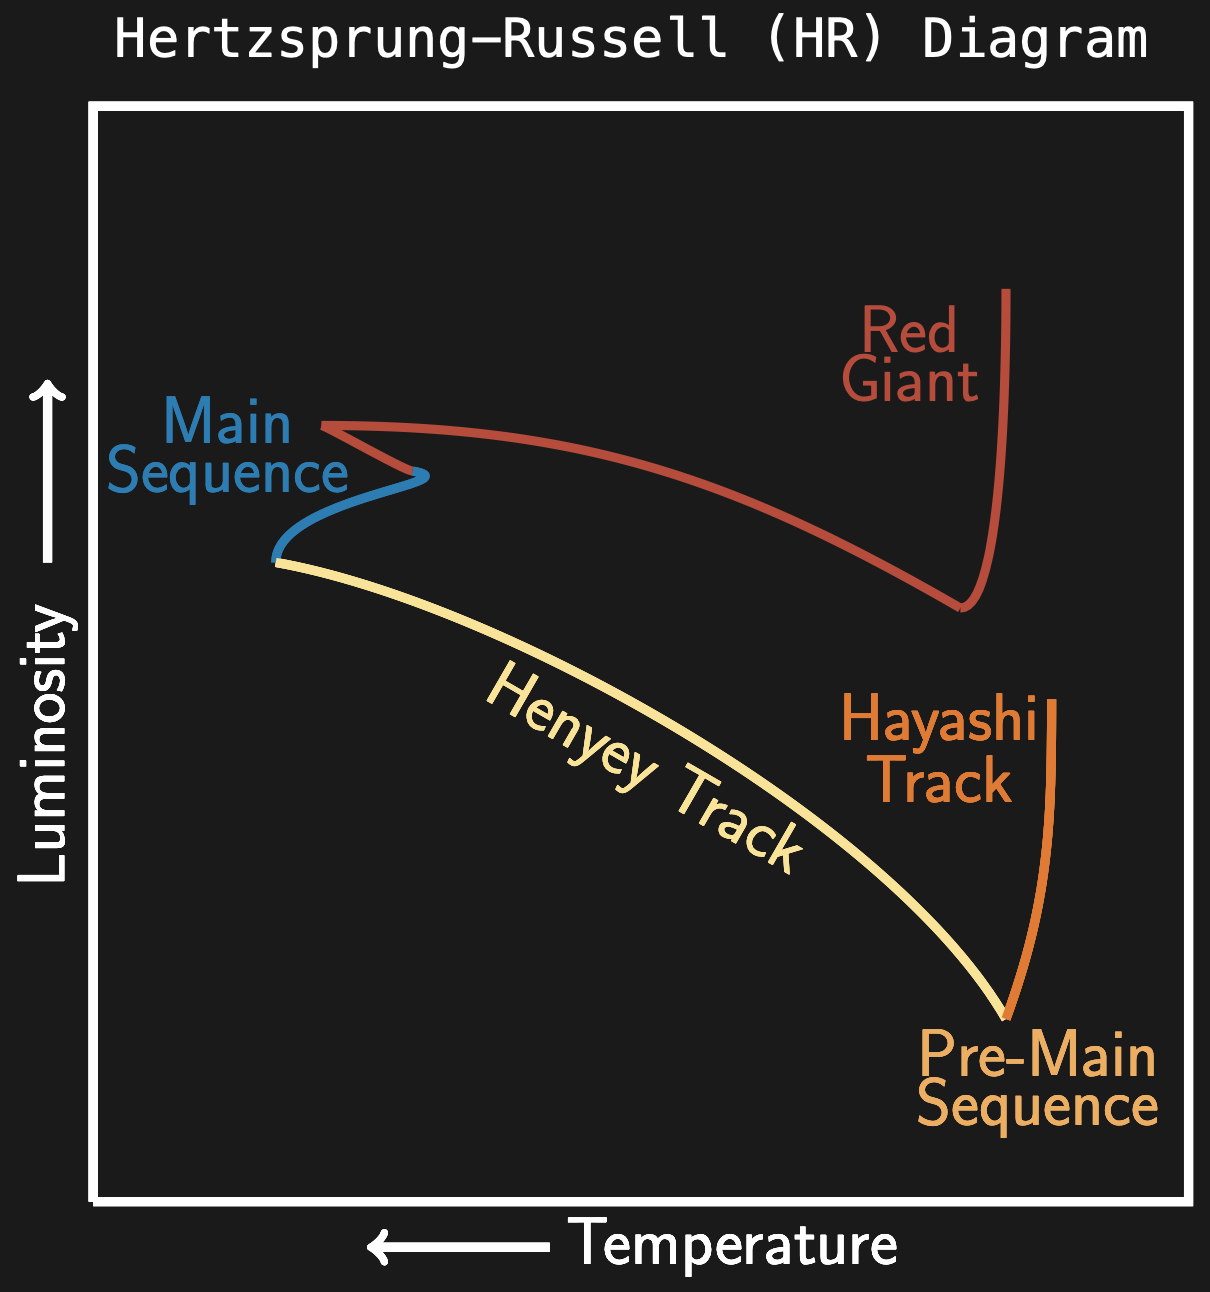 Hertzsprung–Russell (HR) Diagram
Red
Giant
Main
Sequence
Luminosity
Henyey Track
Hayashi
Track
Pre-Main
Sequence
Temperature